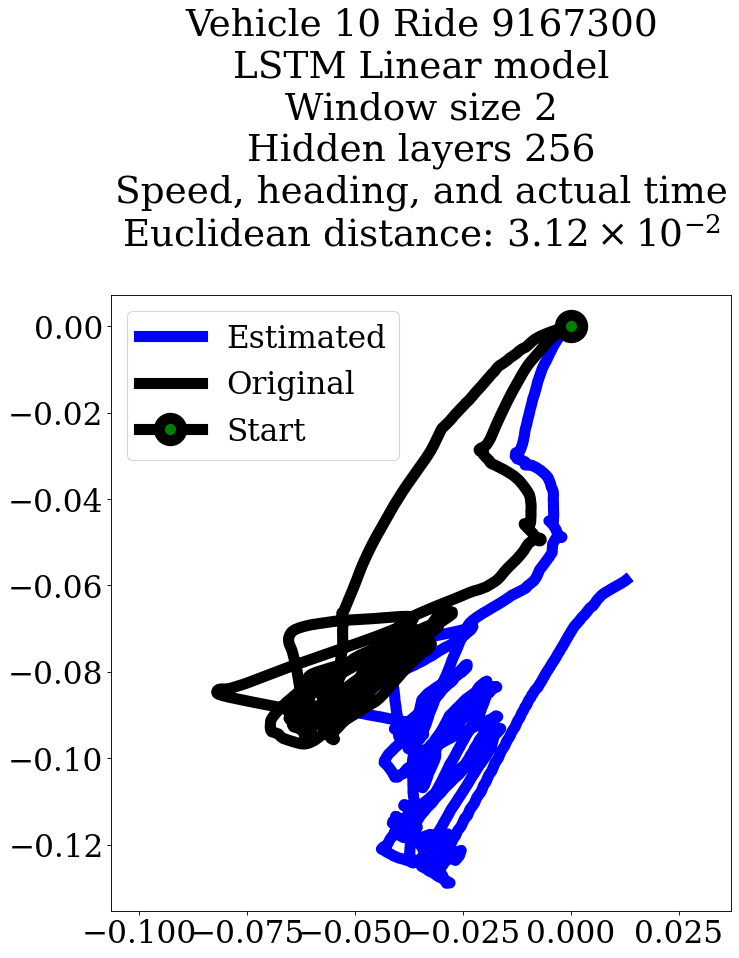 Vehicle 10 Ride 9167300
LSTM Linear model
Window size 2
Hidden layers 256
Speed, heading, and actual time
Euclidean distance: 3.12 × 10⁻²
Estimated
Original
Start
0.00
−0.02
−0.04
−0.06
−0.08
−0.10
−0.12
−0.100 −0.075 −0.050 −0.025 0.000 0.025